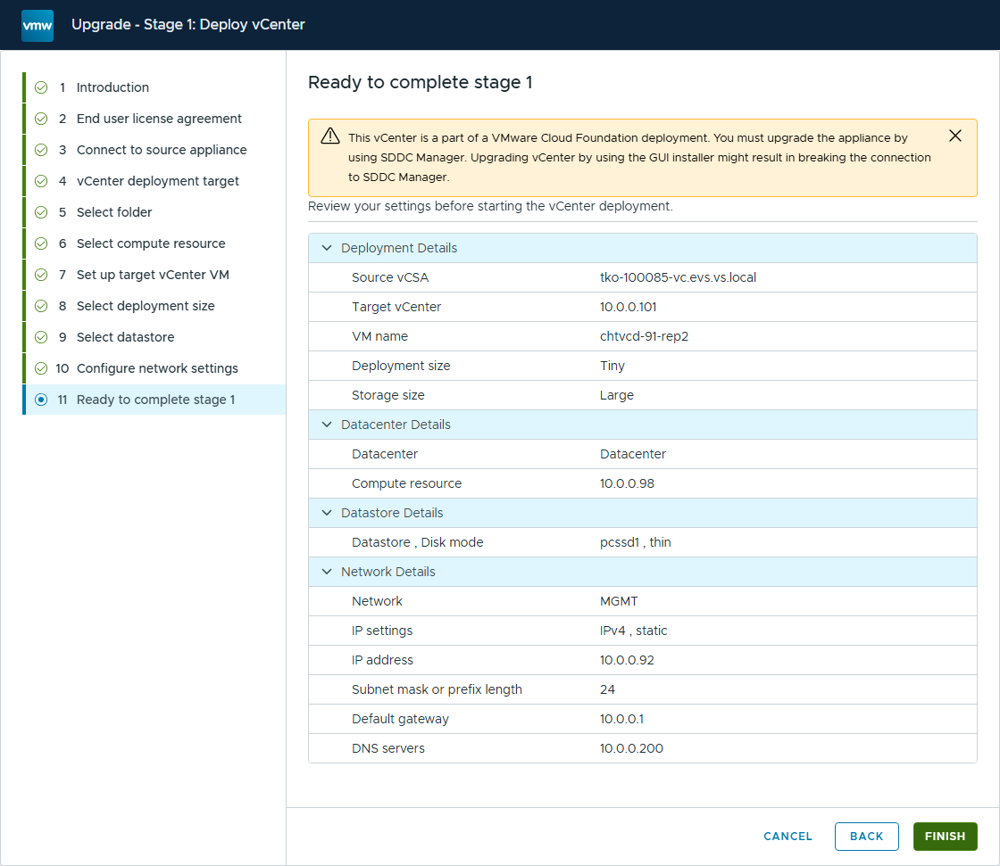 vmw Upgrade - Stage 1: Deploy vCenter
1 Introduction
2 End user license agreement
3 Connect to source appliance
4 vCenter deployment target
5 Select folder
6 Select compute resource
7 Set up target vCenter VM
8 Select deployment size
9 Select datastore
10 Configure network settings
11 Ready to complete stage 1
Ready to complete stage 1
This vCenter is a part of a VMware Cloud Foundation deployment. You must upgrade the appliance by
using SDDC Manager. Upgrading vCenter by using the GUI installer might result in breaking the connection
to SDDC Manager.
Review your settings before starting the vCenter deployment.
Deployment Details
Source vCSA tko-100085-vc.evs.vs.local
Target vCenter 10.0.0.101
VM name chtvcd-91-rep2
Deployment size Tiny
Storage size Large
Datacenter Details
Datacenter Datacenter
Compute resource 10.0.0.98
Datastore Details
Datastore , Disk mode pcssd1 , thin
Network Details
Network MGMT
IP settings IPv4 , static
IP address 10.0.0.92
Subnet mask or prefix length 24
Default gateway 10.0.0.1
DNS servers 10.0.0.200
CANCEL BACK FINISH